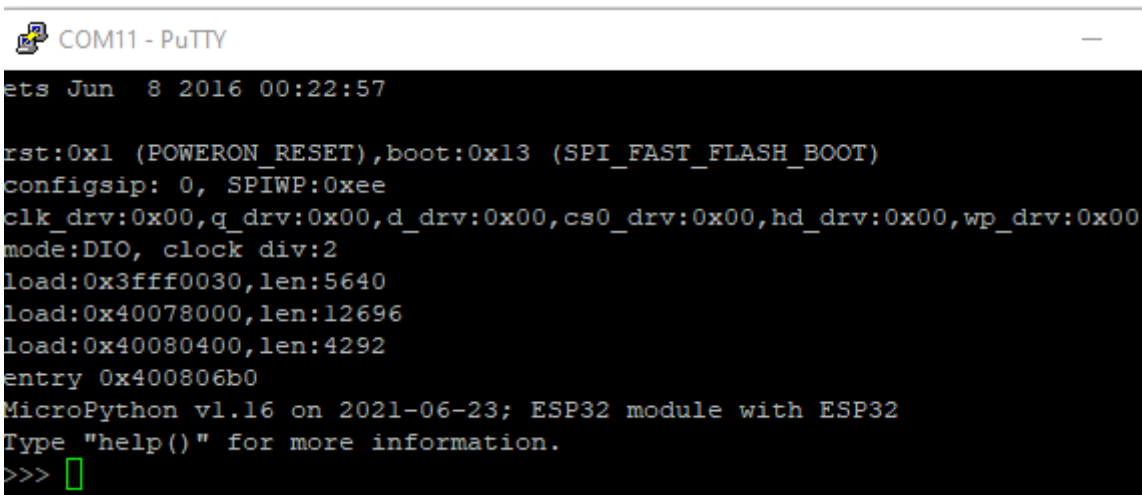 COM11 - PuTTY
ets Jun  8 2016 00:22:57
rst:0x1 (POWERON_RESET),boot:0x13 (SPI_FAST_FLASH_BOOT)
configsip: 0, SPIWP:0xee
clk_drv:0x00,q_drv:0x00,d_drv:0x00,cs0_drv:0x00,hd_drv:0x00,wp_drv:0x00
mode:DIO, clock div:2
load:0x3fff0030,len:5640
load:0x40078000,len:12696
load:0x40080400,len:4292
entry 0x400806b0
MicroPython v1.16 on 2021-06-23; ESP32 module with ESP32
Type "help()" for more information.
>>>